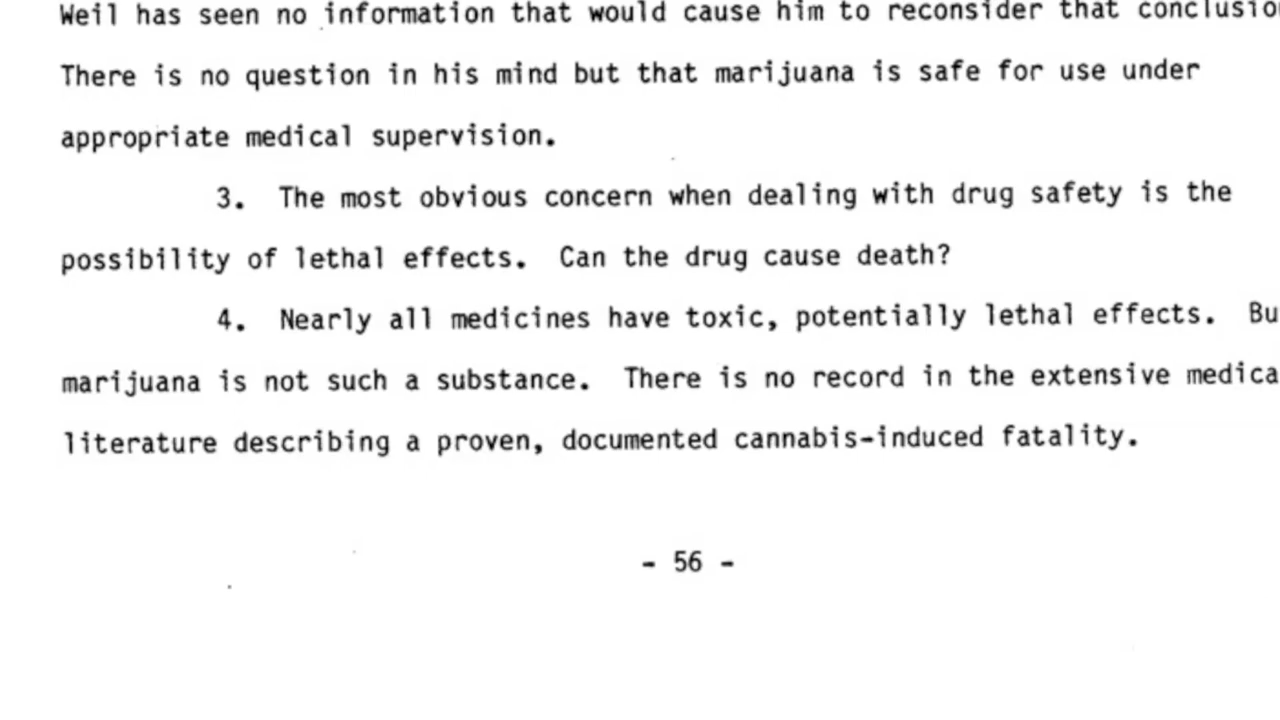 Weil has seen no information that would cause him to reconsider that conclusio
There is no question in his mind but that marijuana is safe for use under
appropriate medical supervision.
3. The most obvious concern when dealing with drug safety is the
possibility of lethal effects. Can the drug cause death?
4. Nearly all medicines have toxic, potentially lethal effects. Bu
marijuana is not such a substance. There is no record in the extensive medica
literature describing a proven, documented cannabis-induced fatality.
- 56 -